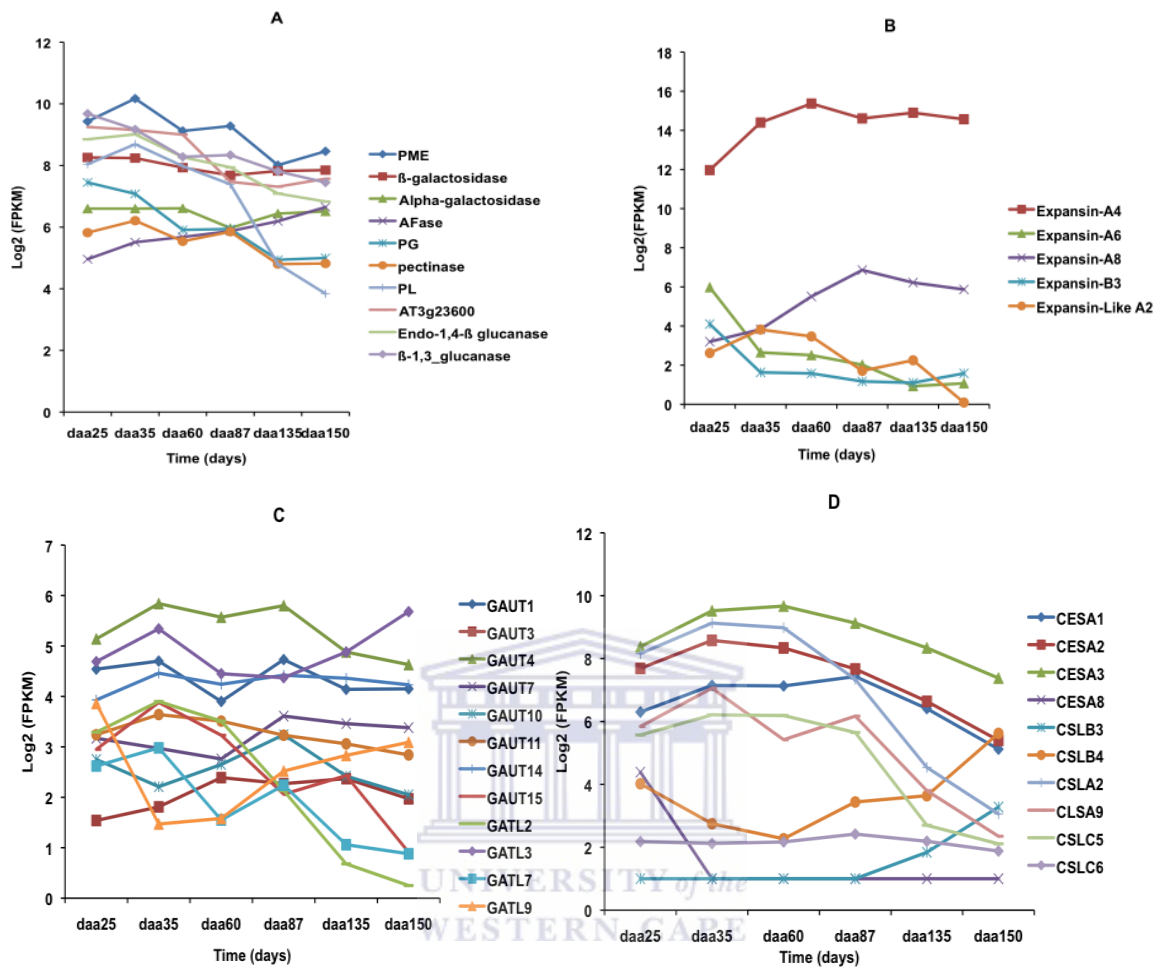 A
12
10
8
6
4
2
0
Log2 (FPKM)
daa25 daa35 daa60 daa87 daa135 daa150
Time (days)
PME
ß-galactosidase
Alpha-galactosidase
AFase
PG
pectinase
PL
AT3g23600
Endo-1,4-ß glucanase
ß-1,3_glucanase
B
18
16
14
12
10
8
6
4
2
0
Log2(FPKM)
daa25 daa35 daa60 daa87 daa135 daa150
Time (days)
Expansin-A4
Expansin-A6
Expansin-A8
Expansin-B3
Expansin-Like A2
C
7
6
5
4
3
2
1
0
Log2 (FPKM)
daa25 daa35 daa60 daa87 daa135 daa150
Time (days)
GAUT1
GAUT3
GAUT4
GAUT7
GAUT10
GAUT11
GAUT14
GAUT15
GATL2
GATL3
GATL7
GATL9
D
12
10
8
6
4
2
0
Log2 (FPKM)
daa25 daa35 daa60 daa87 daa135 daa150
Time (days)
CESA1
CESA2
CESA3
CESA8
CSLB3
CSLB4
CSLA2
CLSA9
CSLC5
CSLC6
UNIVERSITY of the
WESTERN CAPE